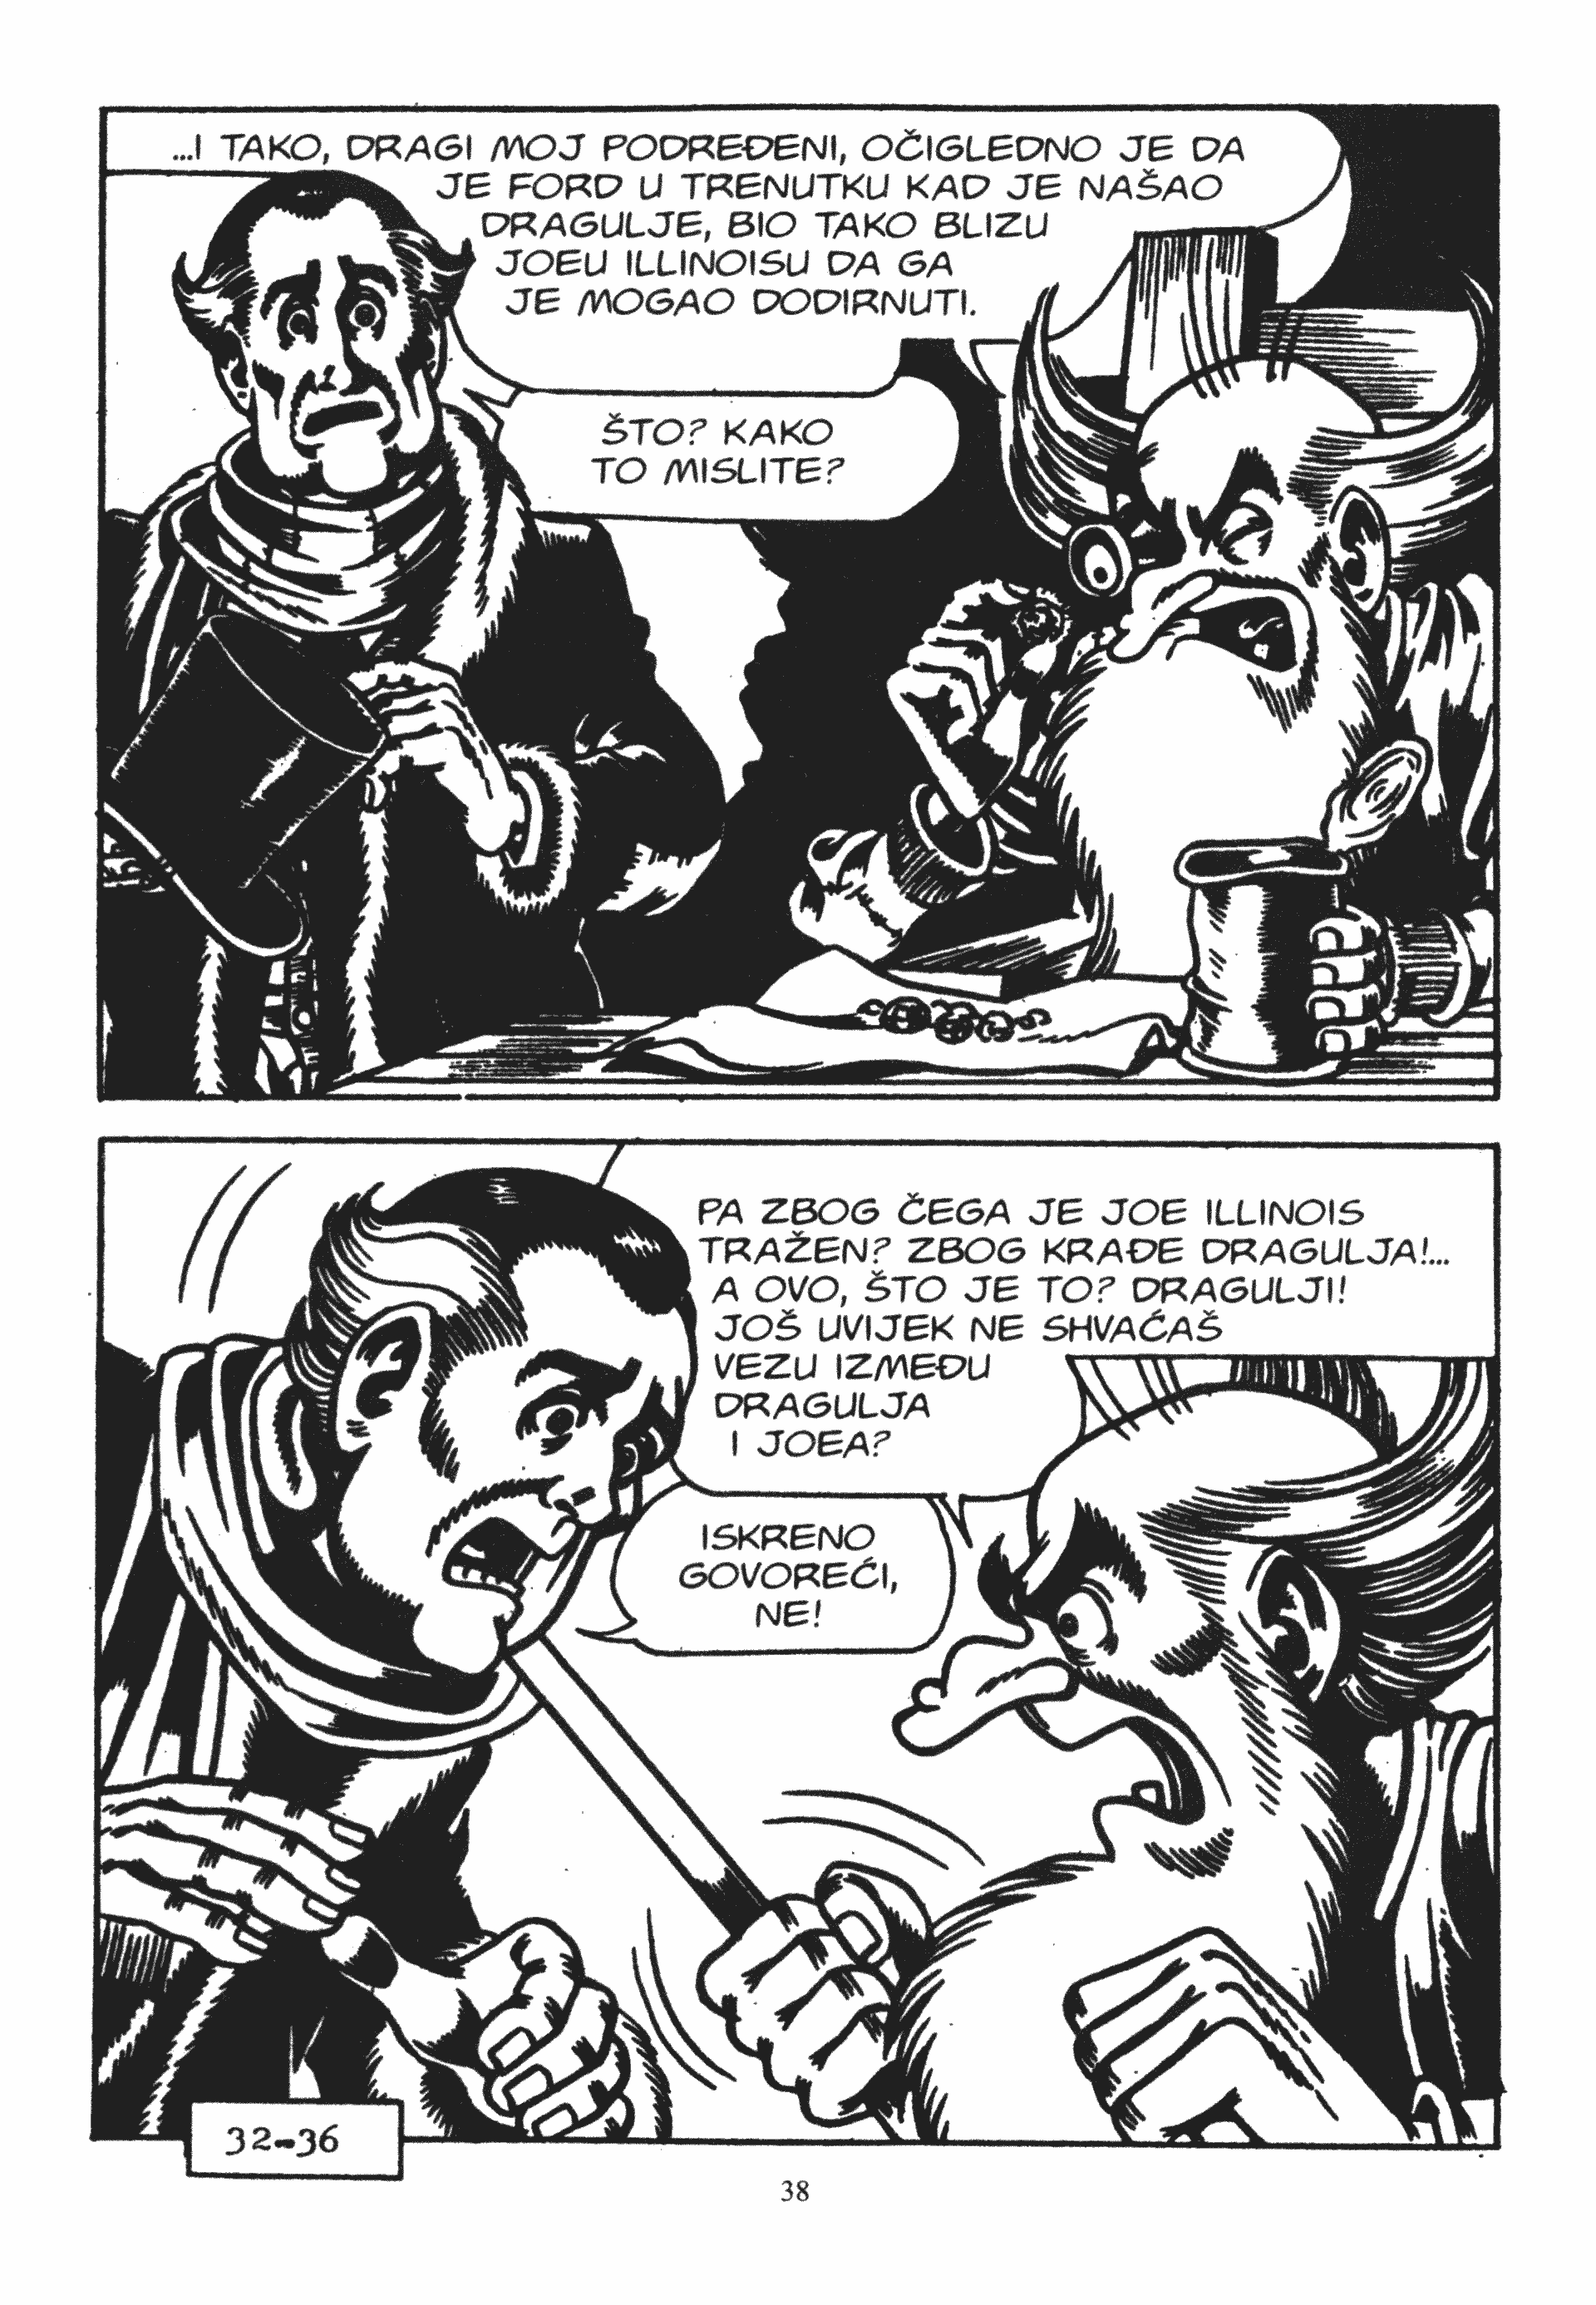 ...I TAKO, DRAGI MOJ PODREĐENI, OČIGLEDNO JE DA
JE FORD U TRENUTKU KAD JE NAŠAO
DRAGULJE, BIO TAKO BLIZU
JOEU ILLINOISU DA GA
JE MOGAO DODIRNUTI.
ŠTO? KAKO
TO MISLITE?
PA ZBOG ČEGA JE JOE ILLINOIS
TRAŽEN? ZBOG KRAĐE DRAGULJA!...
A OVO, ŠTO JE TO? DRAGULJI!
JOŠ UVIJEK NE SHVAĆAŠ
VEZU IZMEĐU
DRAGULJA
I JOEA?
ISKRENO
GOVOREĆI,
NE!
32-36
38